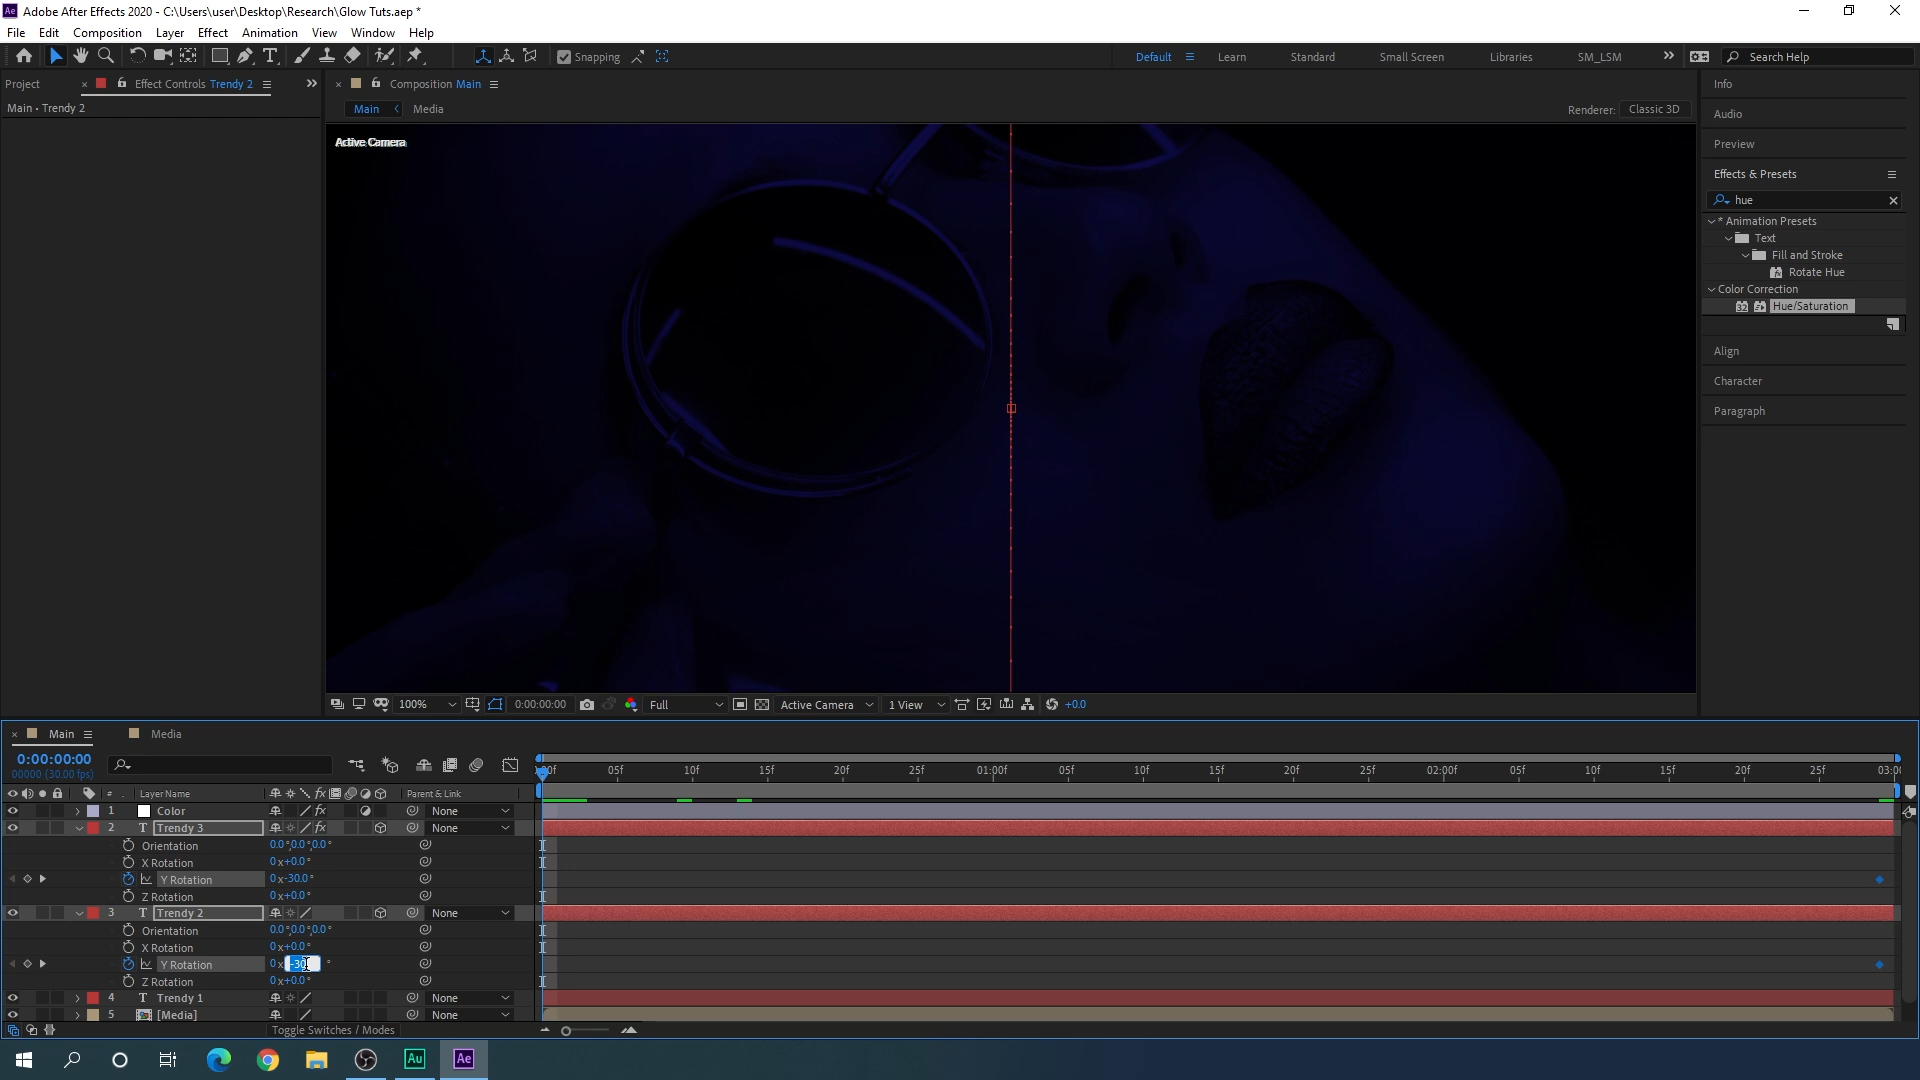 Adobe After Effects 2020 - C:\Users\user\Desktop\Research\Glow Tuts.aep *
File Edit Composition Layer Effect Animation View Window Help
Snapping Default Learn Standard Small Screen Libraries SM_LSM Search Help
Project Effect Controls Trendy 2 Composition Main Info
Main • Trendy 2 Main Media Renderer: Classic 3D
Audio
Active Camera Preview
Effects & Presets
hue
* Animation Presets
Text
Fill and Stroke
Rotate Hue
Color Correction
Hue/Saturation
Align
Character
Paragraph
100% 0:00:00:00 Full Active Camera 1 View +0.0
Main Media
0:00:00:00
00000 (30.00 fps)
:00f 05f 10f 15f 20f 25f 01:00f 05f 10f 15f 20f 25f 02:00f 05f 10f 15f 20f 25f 03:00
# . Layer Name Parent & Link
1 Color None
2 T Trendy 3 None
Orientation 0.0°,0.0°,0.0°
X Rotation 0x+0.0°
Y Rotation 0x-30.0°
Z Rotation 0x+0.0°
3 T Trendy 2 None
Orientation 0.0°,0.0°,0.0°
X Rotation 0x+0.0°
Y Rotation 0x -30 °
Z Rotation 0x+0.0°
4 T Trendy 1 None
5 [Media] None
Toggle Switches / Modes
Au Ae